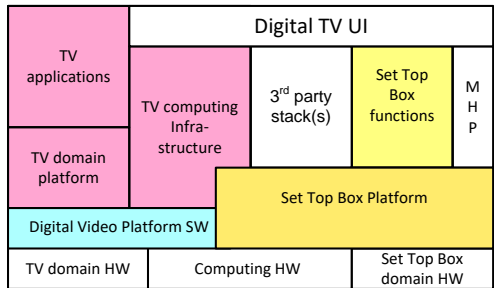 Digital TV UI
TV
applications
TV computing
Infra-
structure
3rd party
stack(s)
Set Top
Box
functions
M
H
P
TV domain
platform
Set Top Box Platform
Digital Video Platform SW
TV domain HW
Computing HW
Set Top Box
domain HW